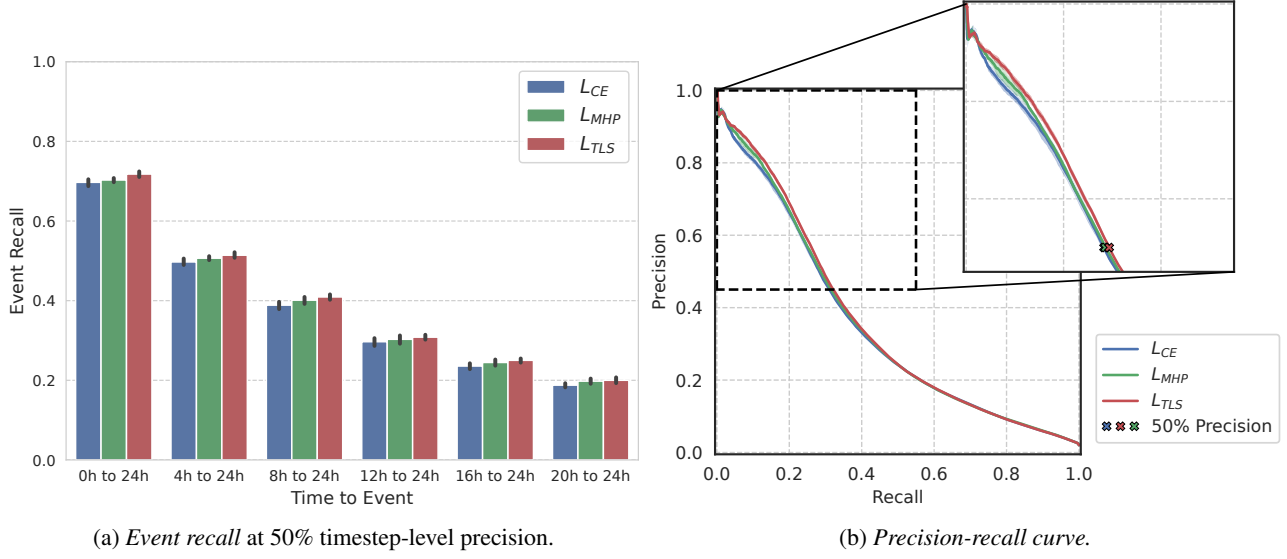 1.0
0.8
0.6
0.4
0.2
0.0
Event Recall
L_CE
L_MHP
L_TLS
0h to 24h 4h to 24h 8h to 24h 12h to 24h 16h to 24h 20h to 24h
Time to Event
(a) Event recall at 50% timestep-level precision.
1.0
0.8
0.6
0.4
0.2
0.0
Precision
0.0 0.2 0.4 0.6 0.8 1.0
Recall
L_CE
L_MHP
L_TLS
50% Precision
(b) Precision-recall curve.